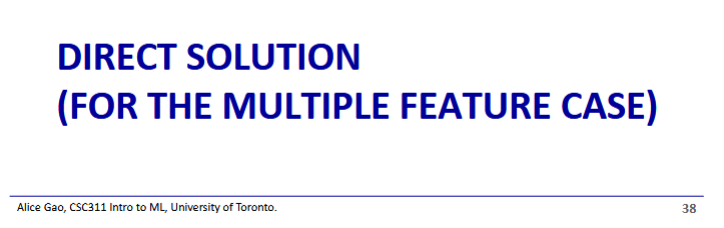 DIRECT SOLUTION
(FOR THE MULTIPLE FEATURE CASE)
Alice Gao, CSC311 Intro to ML, University of Toronto.
38